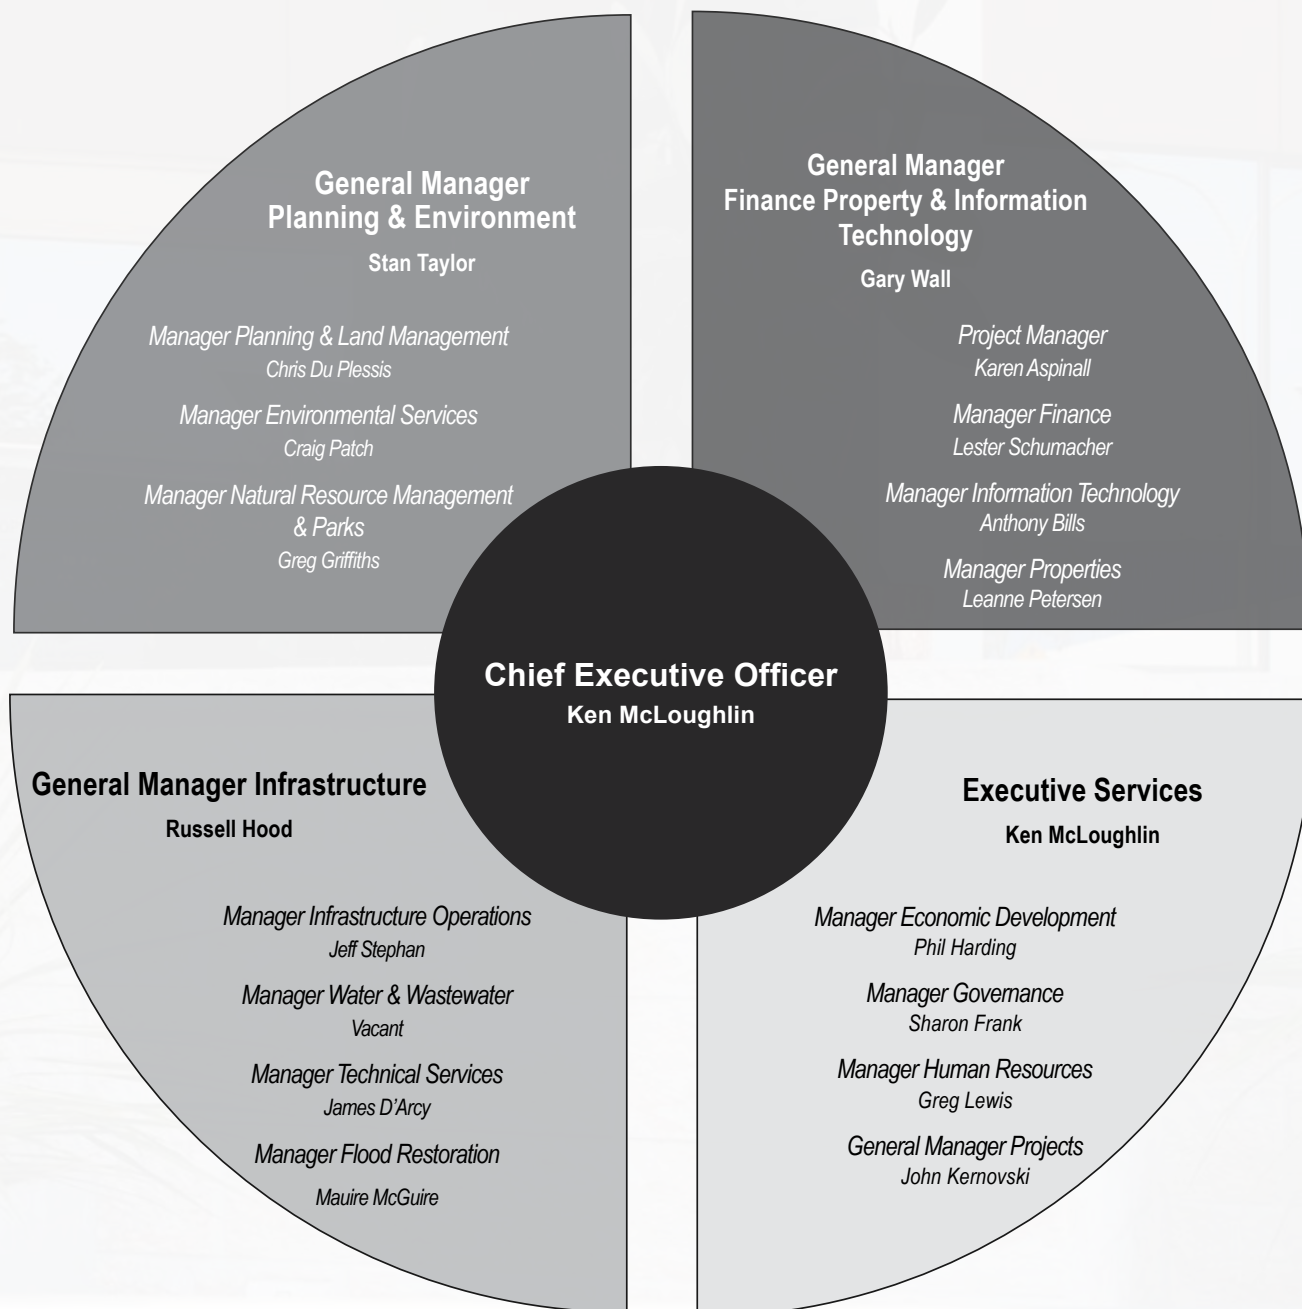 General Manager
Planning & Environment
Stan Taylor
Manager Planning & Land Management
Chris Du Plessis
Manager Environmental Services
Craig Patch
Manager Natural Resource Management
& Parks
Greg Griffiths
General Manager
Finance Property & Information
Technology
Gary Wall
Project Manager
Karen Aspinall
Manager Finance
Lester Schumacher
Manager Information Technology
Anthony Bills
Manager Properties
Leanne Petersen
Chief Executive Officer
Ken McLoughlin
General Manager Infrastructure
Russell Hood
Manager Infrastructure Operations
Jeff Stephan
Manager Water & Wastewater
Vacant
Manager Technical Services
James D’Arcy
Manager Flood Restoration
Mauire McGuire
Executive Services
Ken McLoughlin
Manager Economic Development
Phil Harding
Manager Governance
Sharon Frank
Manager Human Resources
Greg Lewis
General Manager Projects
John Kernovski